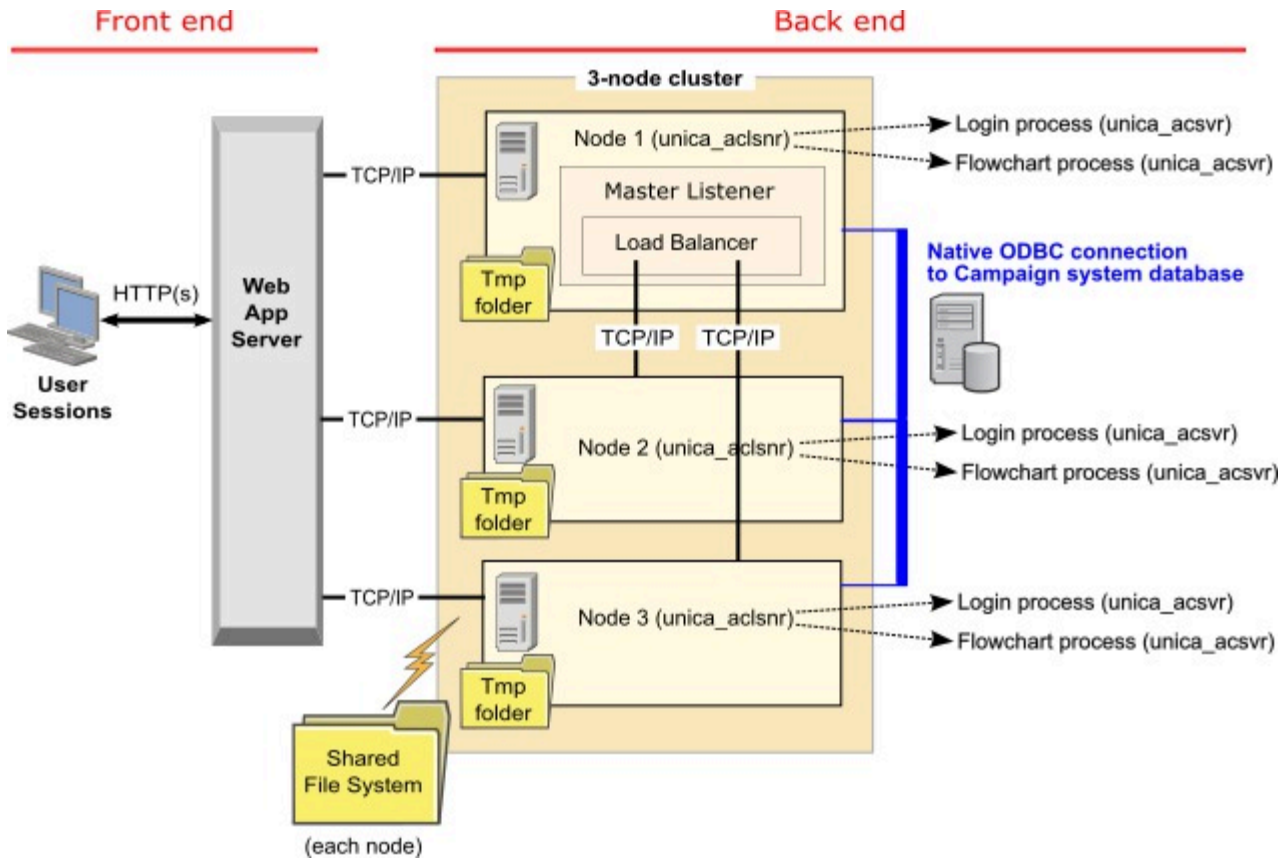 Front end
Back end
3-node cluster
Node 1 (unica_aclsnr)
Login process (unica_acsvr)
Flowchart process (unica_acsvr)
TCP/IP
Master Listener
Load Balancer
Tmp
folder
Native ODBC connection
to Campaign system database
HTTP(s)
Web
App
Server
User
Sessions
TCP/IP
TCP/IP
TCP/IP
Node 2 (unica_aclsnr)
Login process (unica_acsvr)
Flowchart process (unica_acsvr)
Tmp
folder
TCP/IP
Node 3 (unica_aclsnr)
Login process (unica_acsvr)
Flowchart process (unica_acsvr)
Tmp
folder
Shared
File System
(each node)